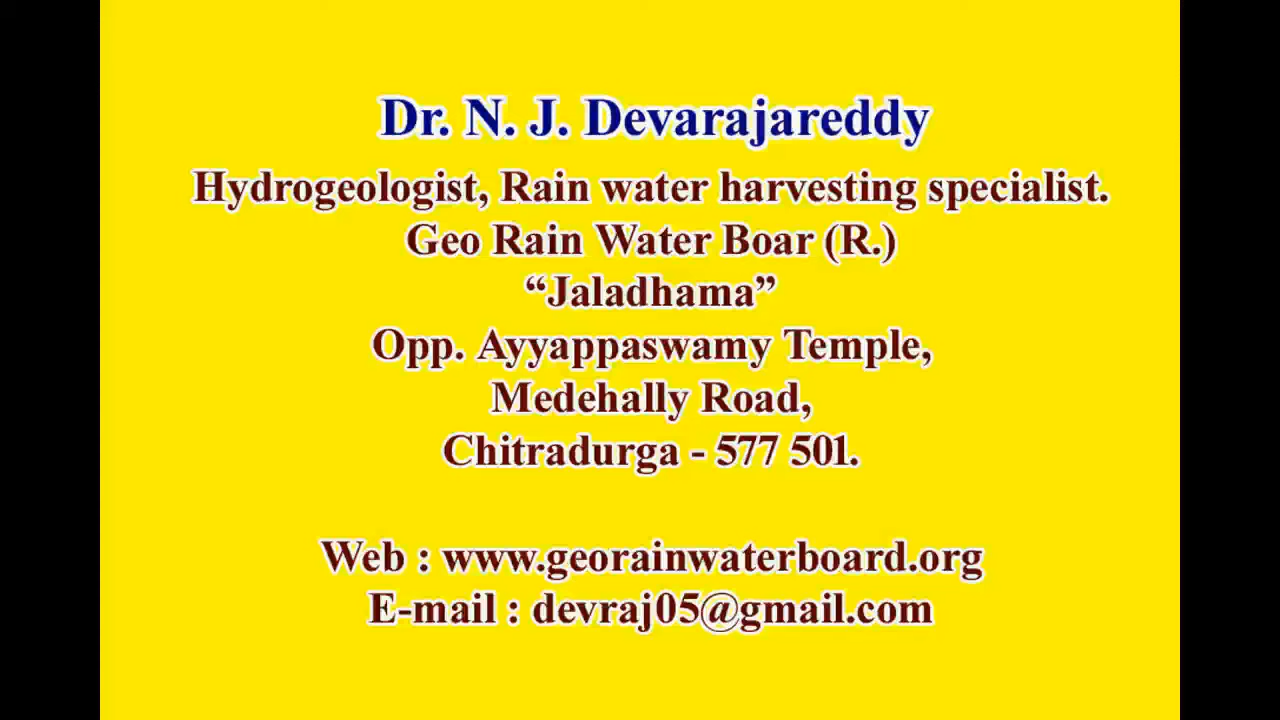 Dr. N. J. Devarajareddy
Hydrogeologist, Rain water harvesting specialist.
Geo Rain Water Boar (R.)
“Jaladhama”
Opp. Ayyappaswamy Temple,
Medehally Road,
Chitradurga - 577 501.
Web : www.georainwaterboard.org
E-mail : devraj05@gmail.com